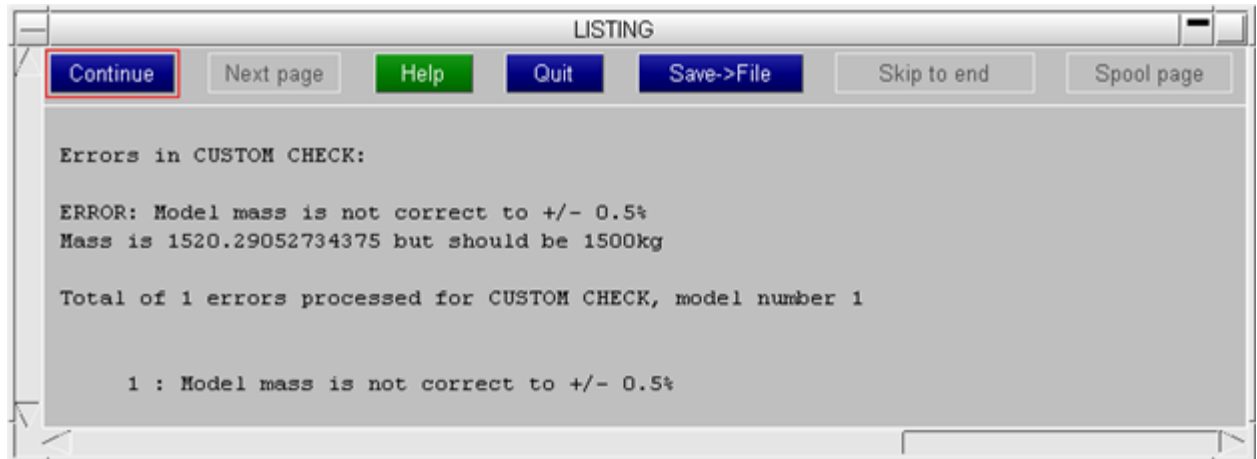 LISTING
Continue Next page Help Quit Save->File Skip to end Spool page
Errors in CUSTOM CHECK:
ERROR: Model mass is not correct to +/- 0.5%
Mass is 1520.29052734375 but should be 1500kg
Total of 1 errors processed for CUSTOM CHECK, model number 1
1 : Model mass is not correct to +/- 0.5%